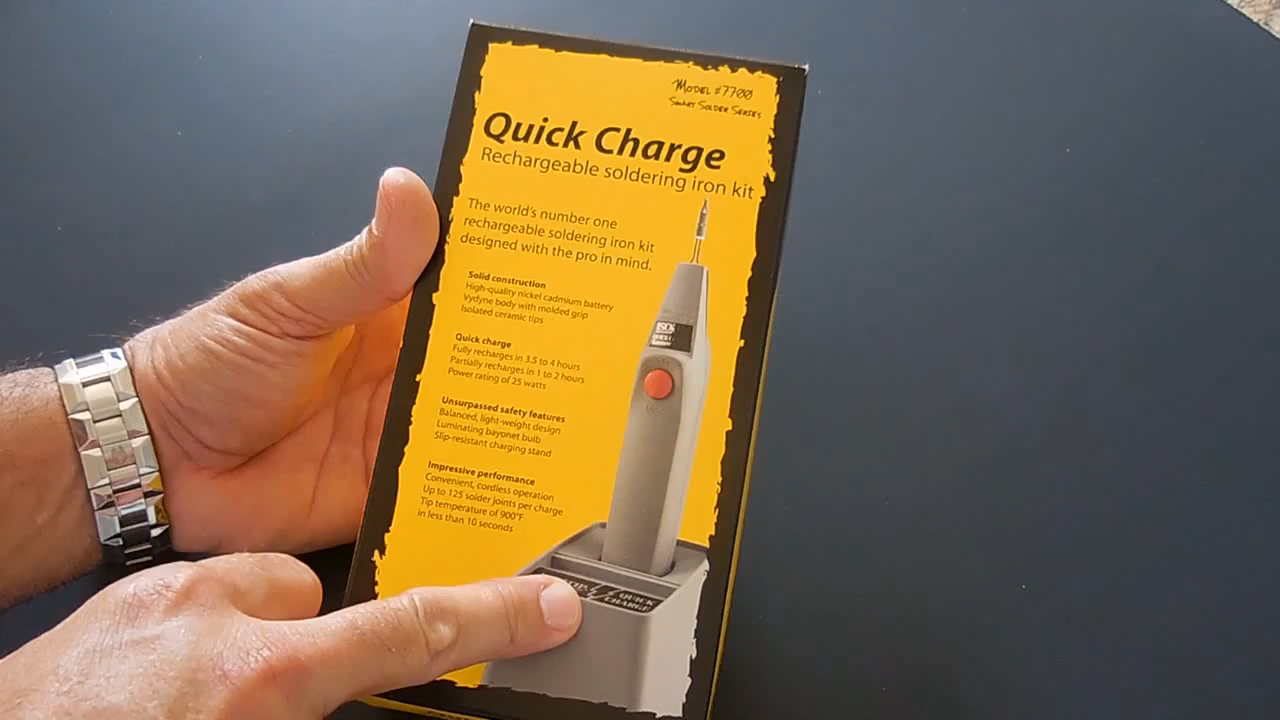 Model #7700
Smart Solder Series
Quick Charge
Rechargeable soldering iron kit
The world's number one
rechargeable soldering iron kit
designed with the pro in mind.
Solid construction
High-quality nickel cadmium battery
Vydyne body with molded grip
Isolated ceramic tips
Quick charge
Fully recharges in 3.5 to 4 hours
Partially recharges in 1 to 2 hours
Power rating of 25 watts
Unsurpassed safety features
Balanced, light-weight design
Luminating bayonet bulb
Slip-resistant charging stand
Impressive performance
Convenient, cordless operation
Up to 125 solder joints per charge
Tip temperature of 900°F
in less than 10 seconds
QUICK
CHARGE